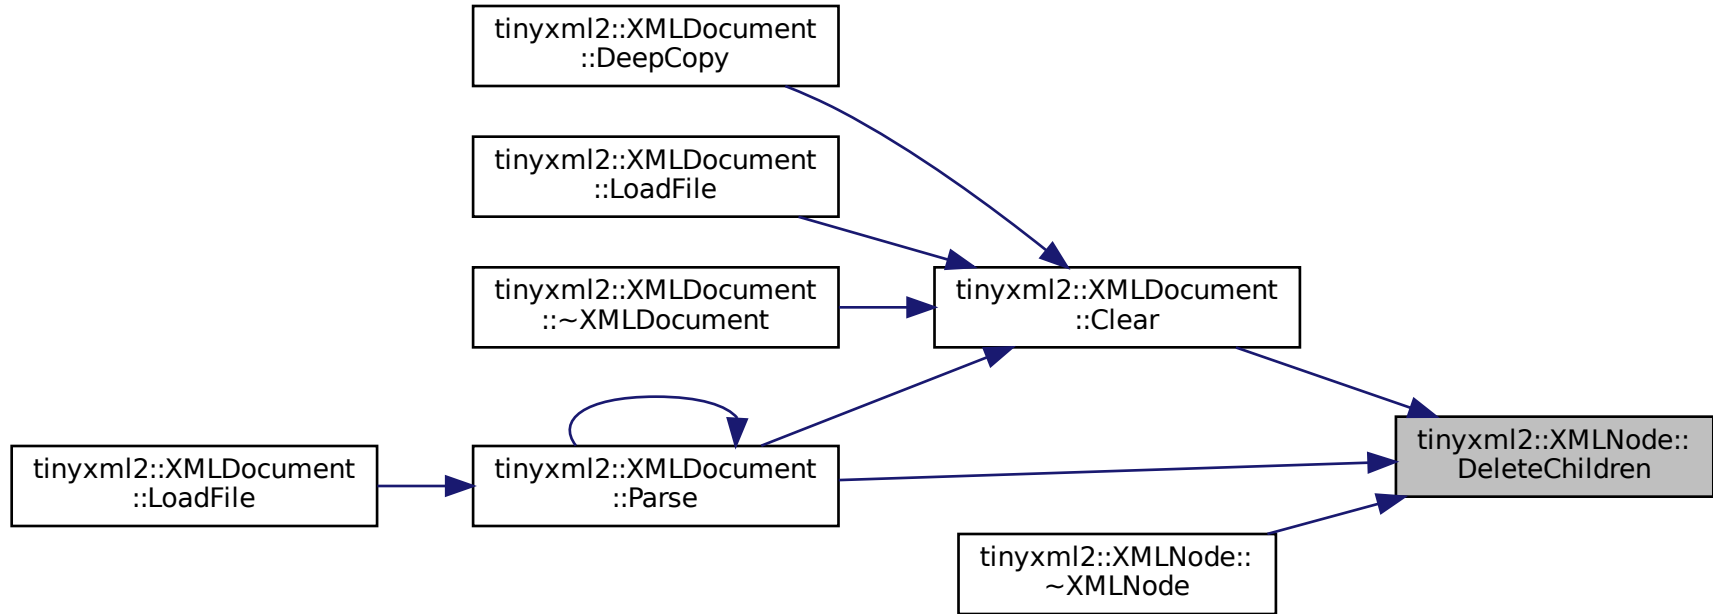 tinyxml2::XMLDocument
::DeepCopy
tinyxml2::XMLDocument
::LoadFile
tinyxml2::XMLDocument
::~XMLDocument
tinyxml2::XMLDocument
::Clear
tinyxml2::XMLNode::
DeleteChildren
tinyxml2::XMLDocument
::LoadFile
tinyxml2::XMLDocument
::Parse
tinyxml2::XMLNode::
~XMLNode